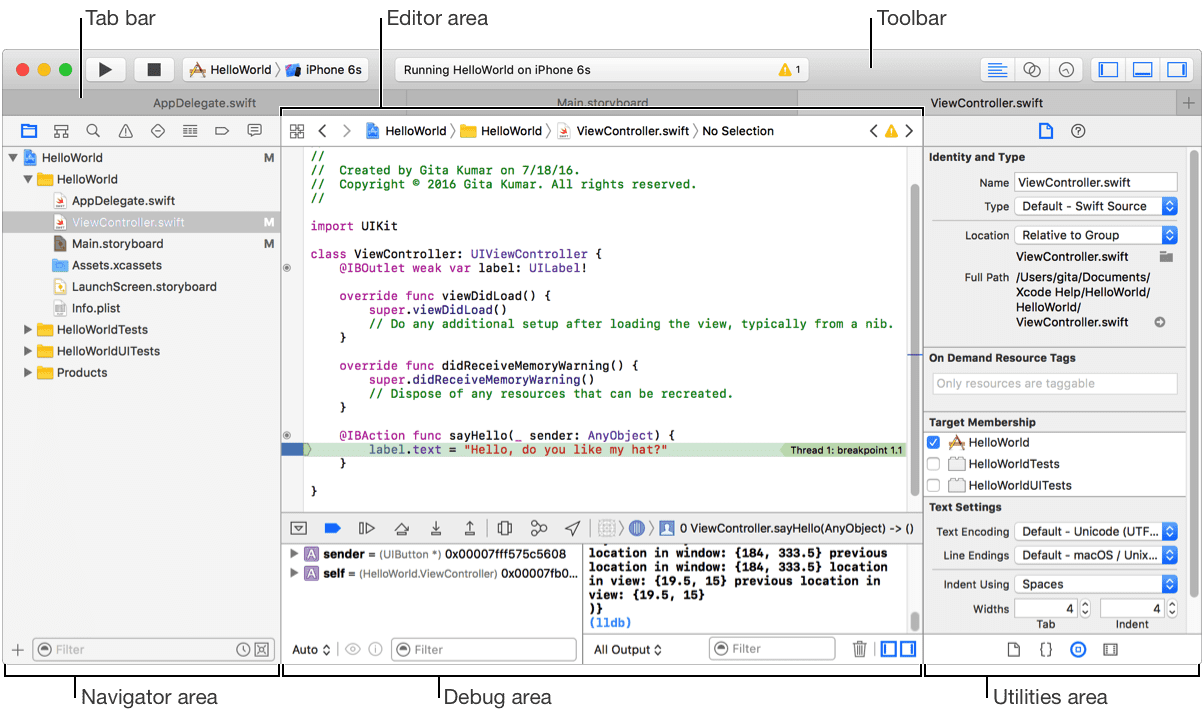 Tab bar
Editor area
Toolbar
HelloWorld
iPhone 6s
Running HelloWorld on iPhone 6s
1
AppDelegate.swift
Main.storyboard
ViewController.swift
HelloWorld
M
HelloWorld
AppDelegate.swift
ViewController.swift
M
Main.storyboard
M
Assets.xcassets
LaunchScreen.storyboard
Info.plist
HelloWorldTests
HelloWorldUITests
Products
Filter
HelloWorld
HelloWorld
ViewController.swift
No Selection
//
//  Created by Gita Kumar on 7/18/16.
//  Copyright © 2016 Gita Kumar. All rights reserved.
//
import UIKit
class ViewController: UIViewController {
@IBOutlet weak var label: UILabel!
override func viewDidLoad() {
super.viewDidLoad()
// Do any additional setup after loading the view, typically from a nib.
}
override func didReceiveMemoryWarning() {
super.didReceiveMemoryWarning()
// Dispose of any resources that can be recreated.
}
@IBAction func sayHello(_ sender: AnyObject) {
label.text = "Hello, do you like my hat?"
Thread 1: breakpoint 1.1
}
}
0 ViewController.sayHello(AnyObject) -> ()
A sender = (UIButton *) 0x00007fff575c5608
A self = (HelloWorld.ViewController) 0x00007fb0...
Auto
Filter
location in window: {184, 333.5} previous
location in window: {184, 333.5} location
in view: {19.5, 15} previous location in
view: {19.5, 15}
)}
(lldb)
All Output
Filter
Identity and Type
Name ViewController.swift
Type Default - Swift Source
Location Relative to Group
ViewController.swift
Full Path /Users/gita/Documents/
Xcode Help/HelloWorld/
HelloWorld/
ViewController.swift
On Demand Resource Tags
Only resources are taggable
Target Membership
HelloWorld
HelloWorldTests
HelloWorldUITests
Text Settings
Text Encoding Default - Unicode (UTF...
Line Endings Default - macOS / Unix...
Indent Using Spaces
Widths 4 4
Tab Indent
Navigator area
Debug area
Utilities area